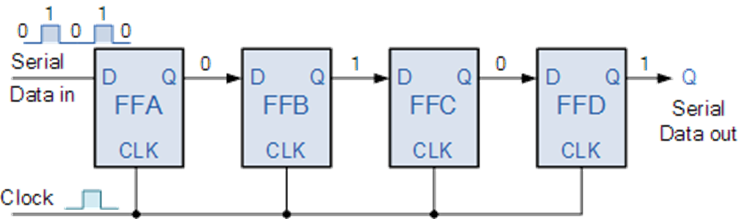 0 1 0 1 0
Serial
Data in
D Q 0
FFA
CLK
D Q 1
FFB
CLK
D Q 0
FFC
CLK
D Q 1
FFD
CLK
Q
Serial
Data out
Clock